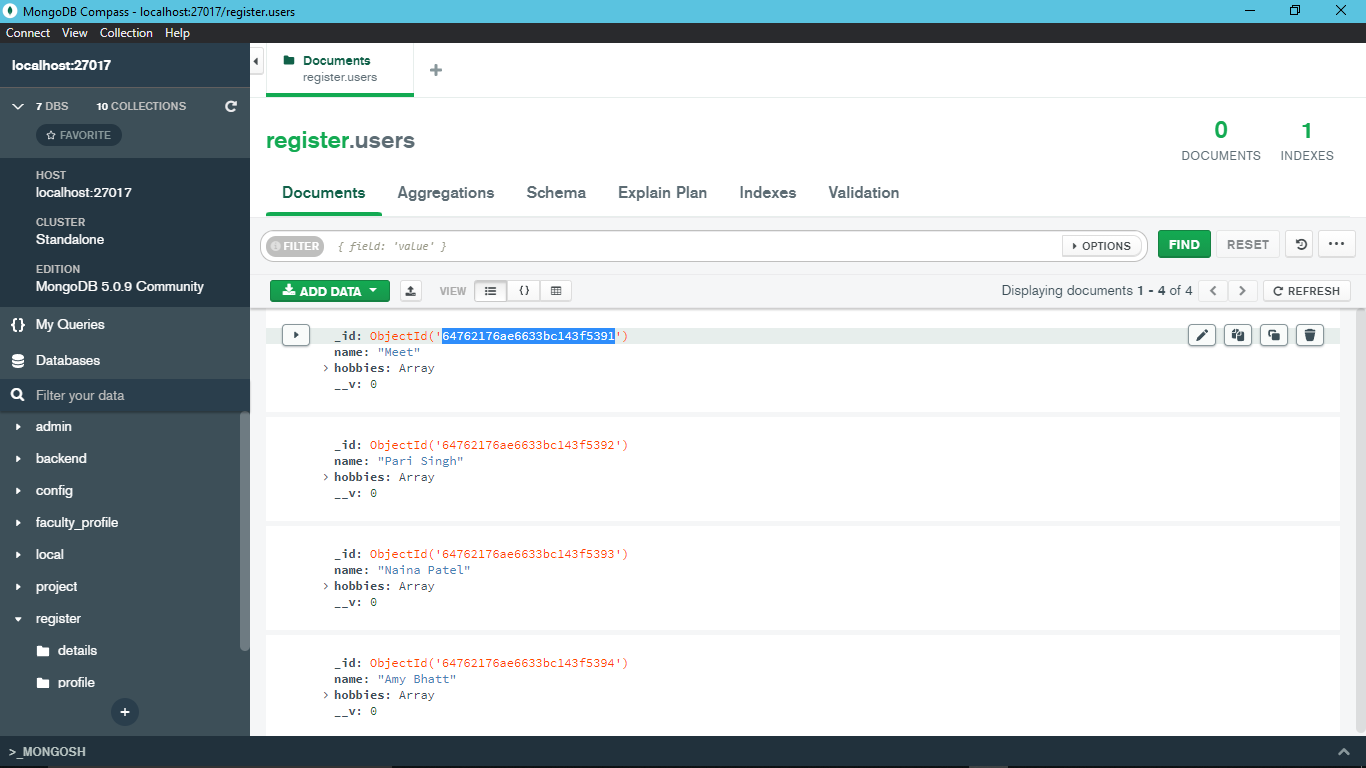 MongoDB Compass - localhost:27017/register.users
Connect View Collection Help
localhost:27017
7 DBS 10 COLLECTIONS
FAVORITE
HOST
localhost:27017
CLUSTER
Standalone
EDITION
MongoDB 5.0.9 Community
{} My Queries
Databases
Filter your data
admin
backend
config
faculty_profile
local
project
register
details
profile
+
Documents
register.users
+
register.users
0
DOCUMENTS
1
INDEXES
Documents Aggregations Schema Explain Plan Indexes Validation
FILTER { field: 'value' } OPTIONS FIND RESET ...
ADD DATA VIEW {} Displaying documents 1 - 4 of 4 < > REFRESH
_id: ObjectId('64762176ae6633bc143f5391')
name: "Meet"
> hobbies: Array
__v: 0
_id: ObjectId('64762176ae6633bc143f5392')
name: "Pari Singh"
> hobbies: Array
__v: 0
_id: ObjectId('64762176ae6633bc143f5393')
name: "Naina Patel"
> hobbies: Array
__v: 0
_id: ObjectId('64762176ae6633bc143f5394')
name: "Amy Bhatt"
> hobbies: Array
__v: 0
>_MONGOSH